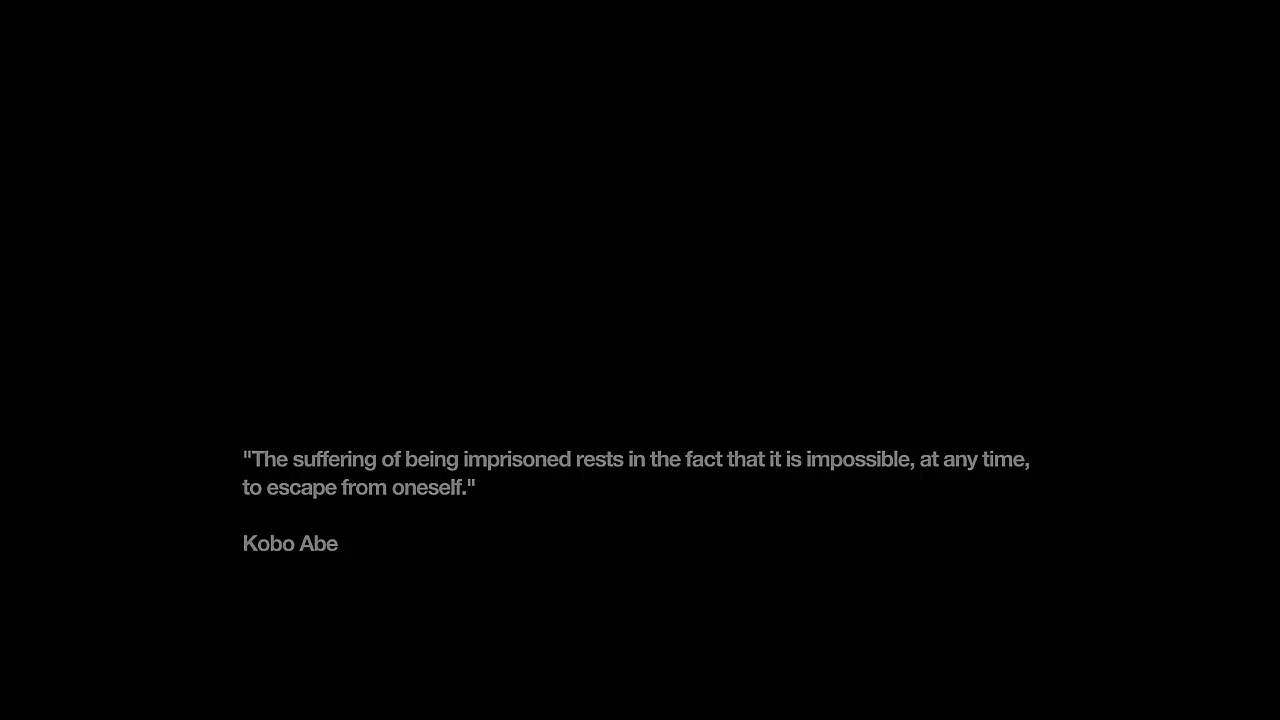 "The suffering of being imprisoned rests in the fact that it is impossible, at any time,
to escape from oneself."
Kobo Abe